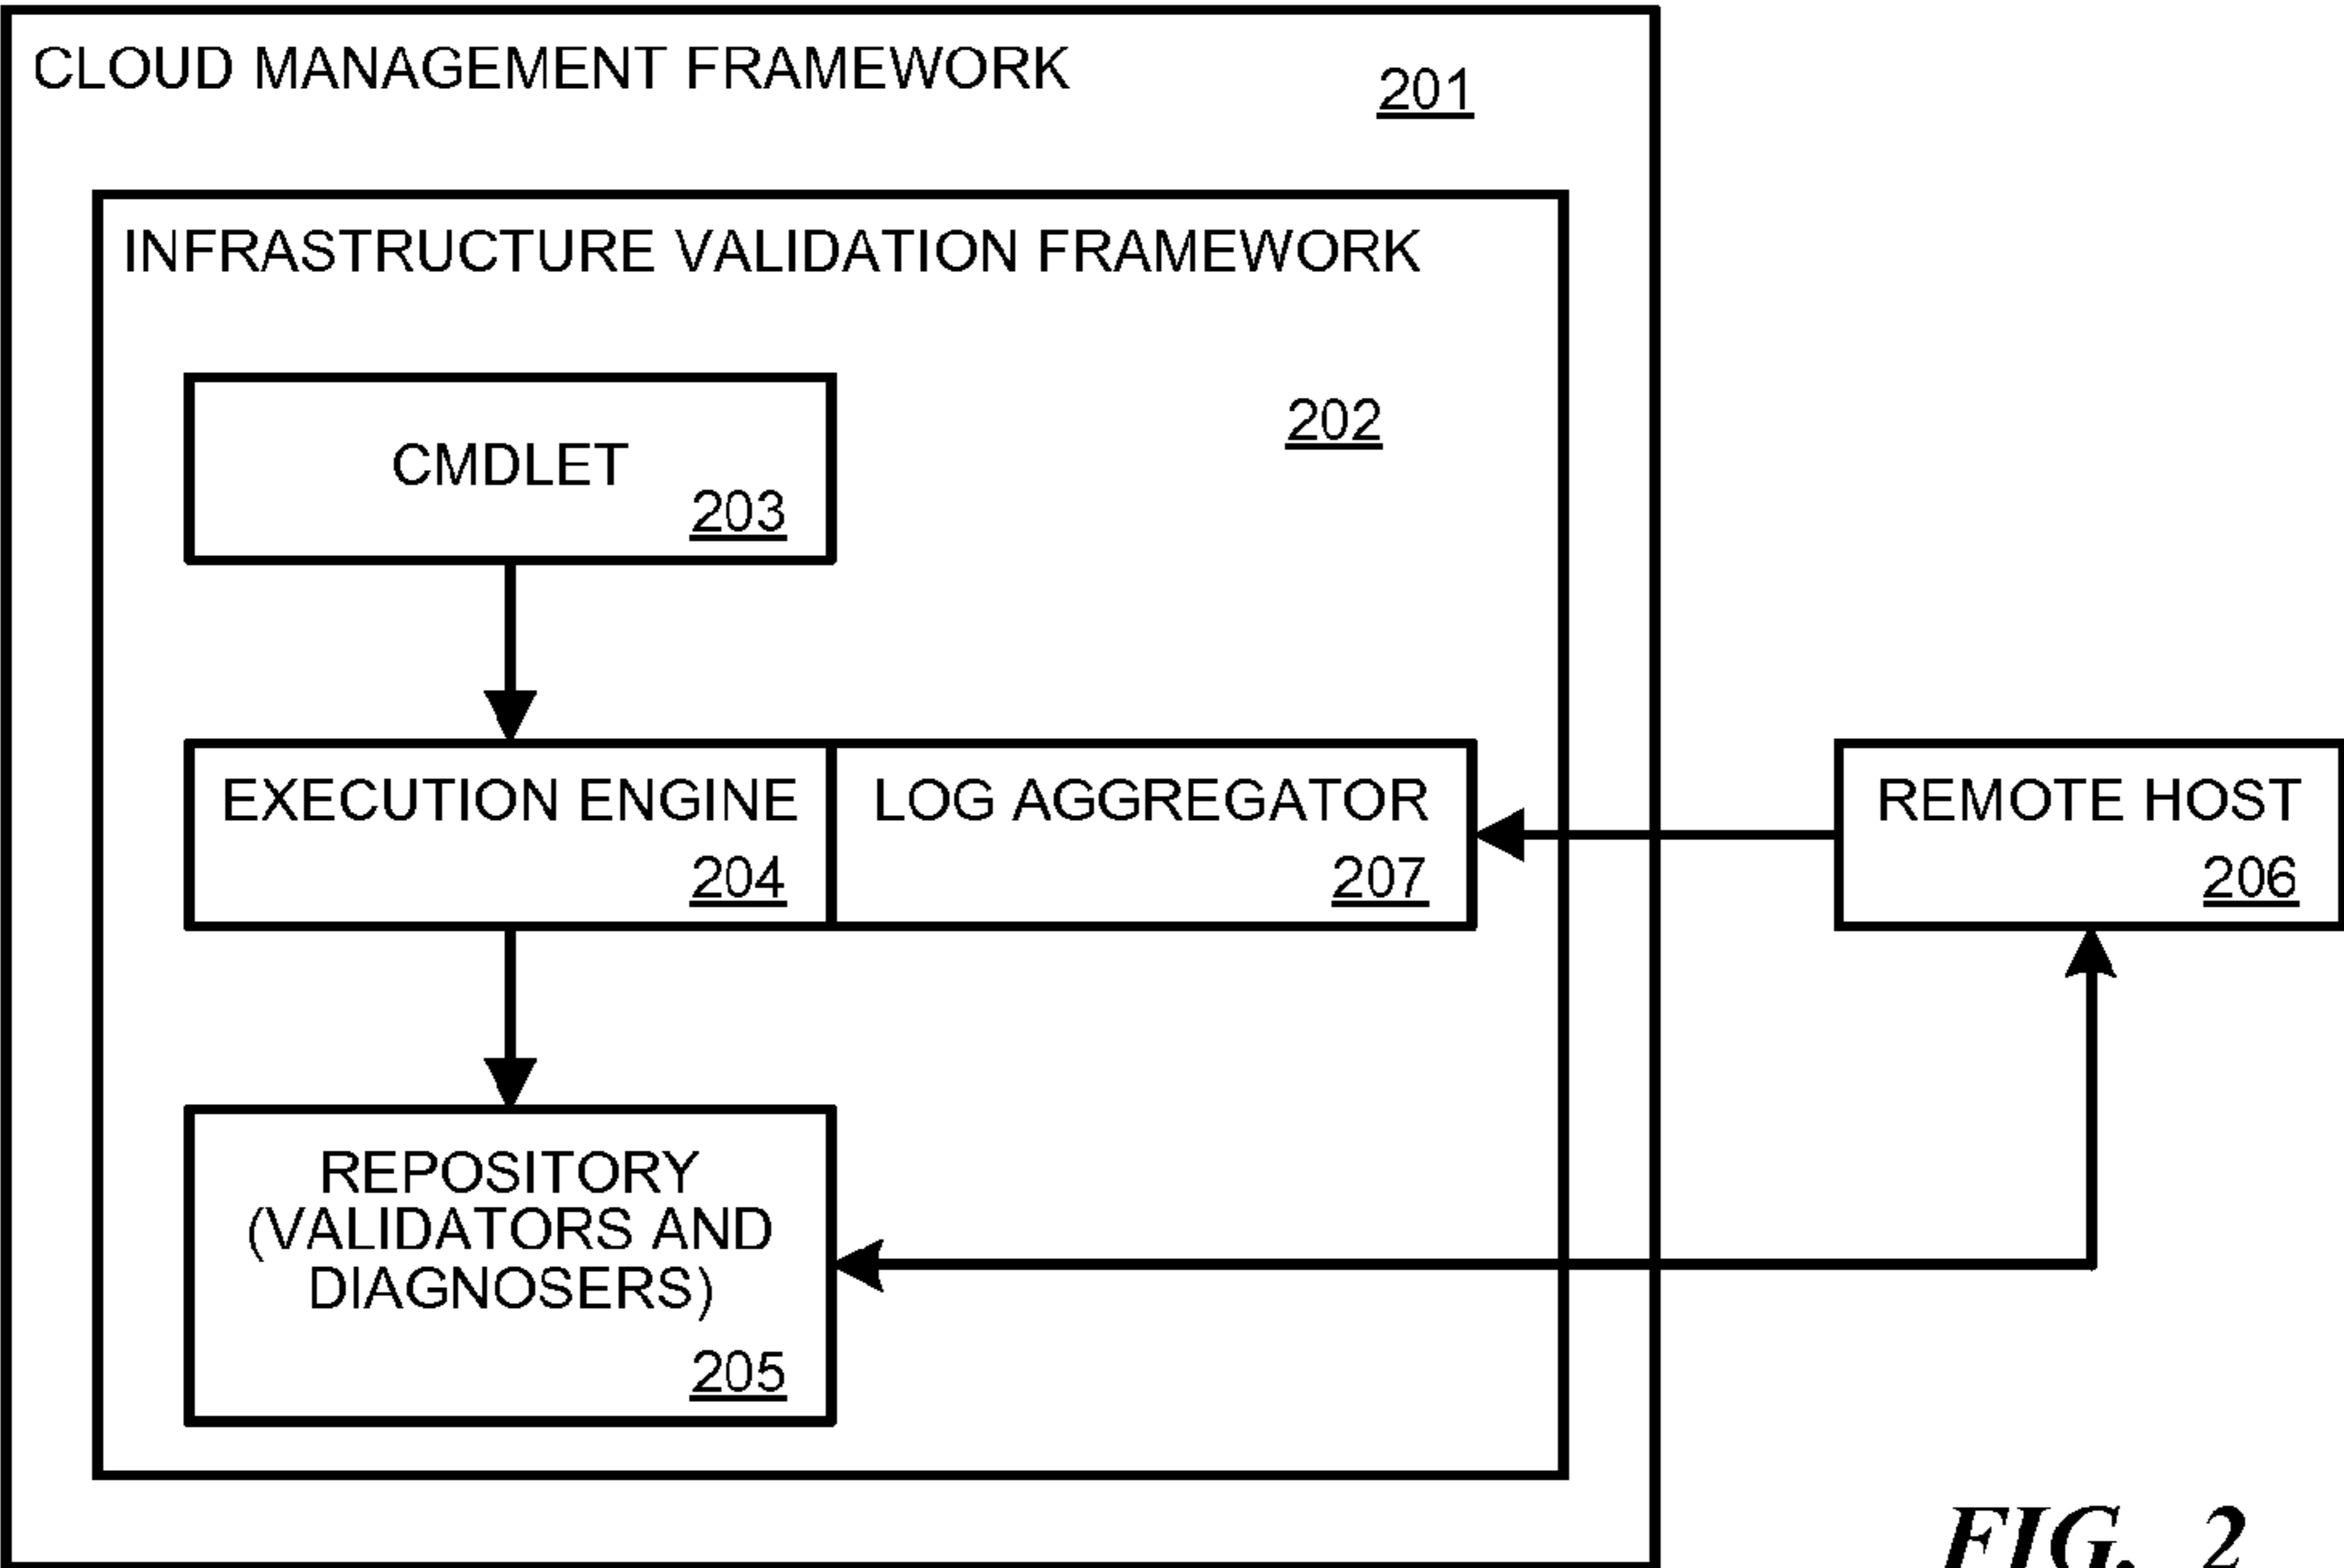 CLOUD MANAGEMENT FRAMEWORK
201
INFRASTRUCTURE VALIDATION FRAMEWORK
202
CMDLET
203
EXECUTION ENGINE
204
LOG AGGREGATOR
207
REMOTE HOST
206
REPOSITORY
(VALIDATORS AND
DIAGNOSERS)
205
FIG. 2